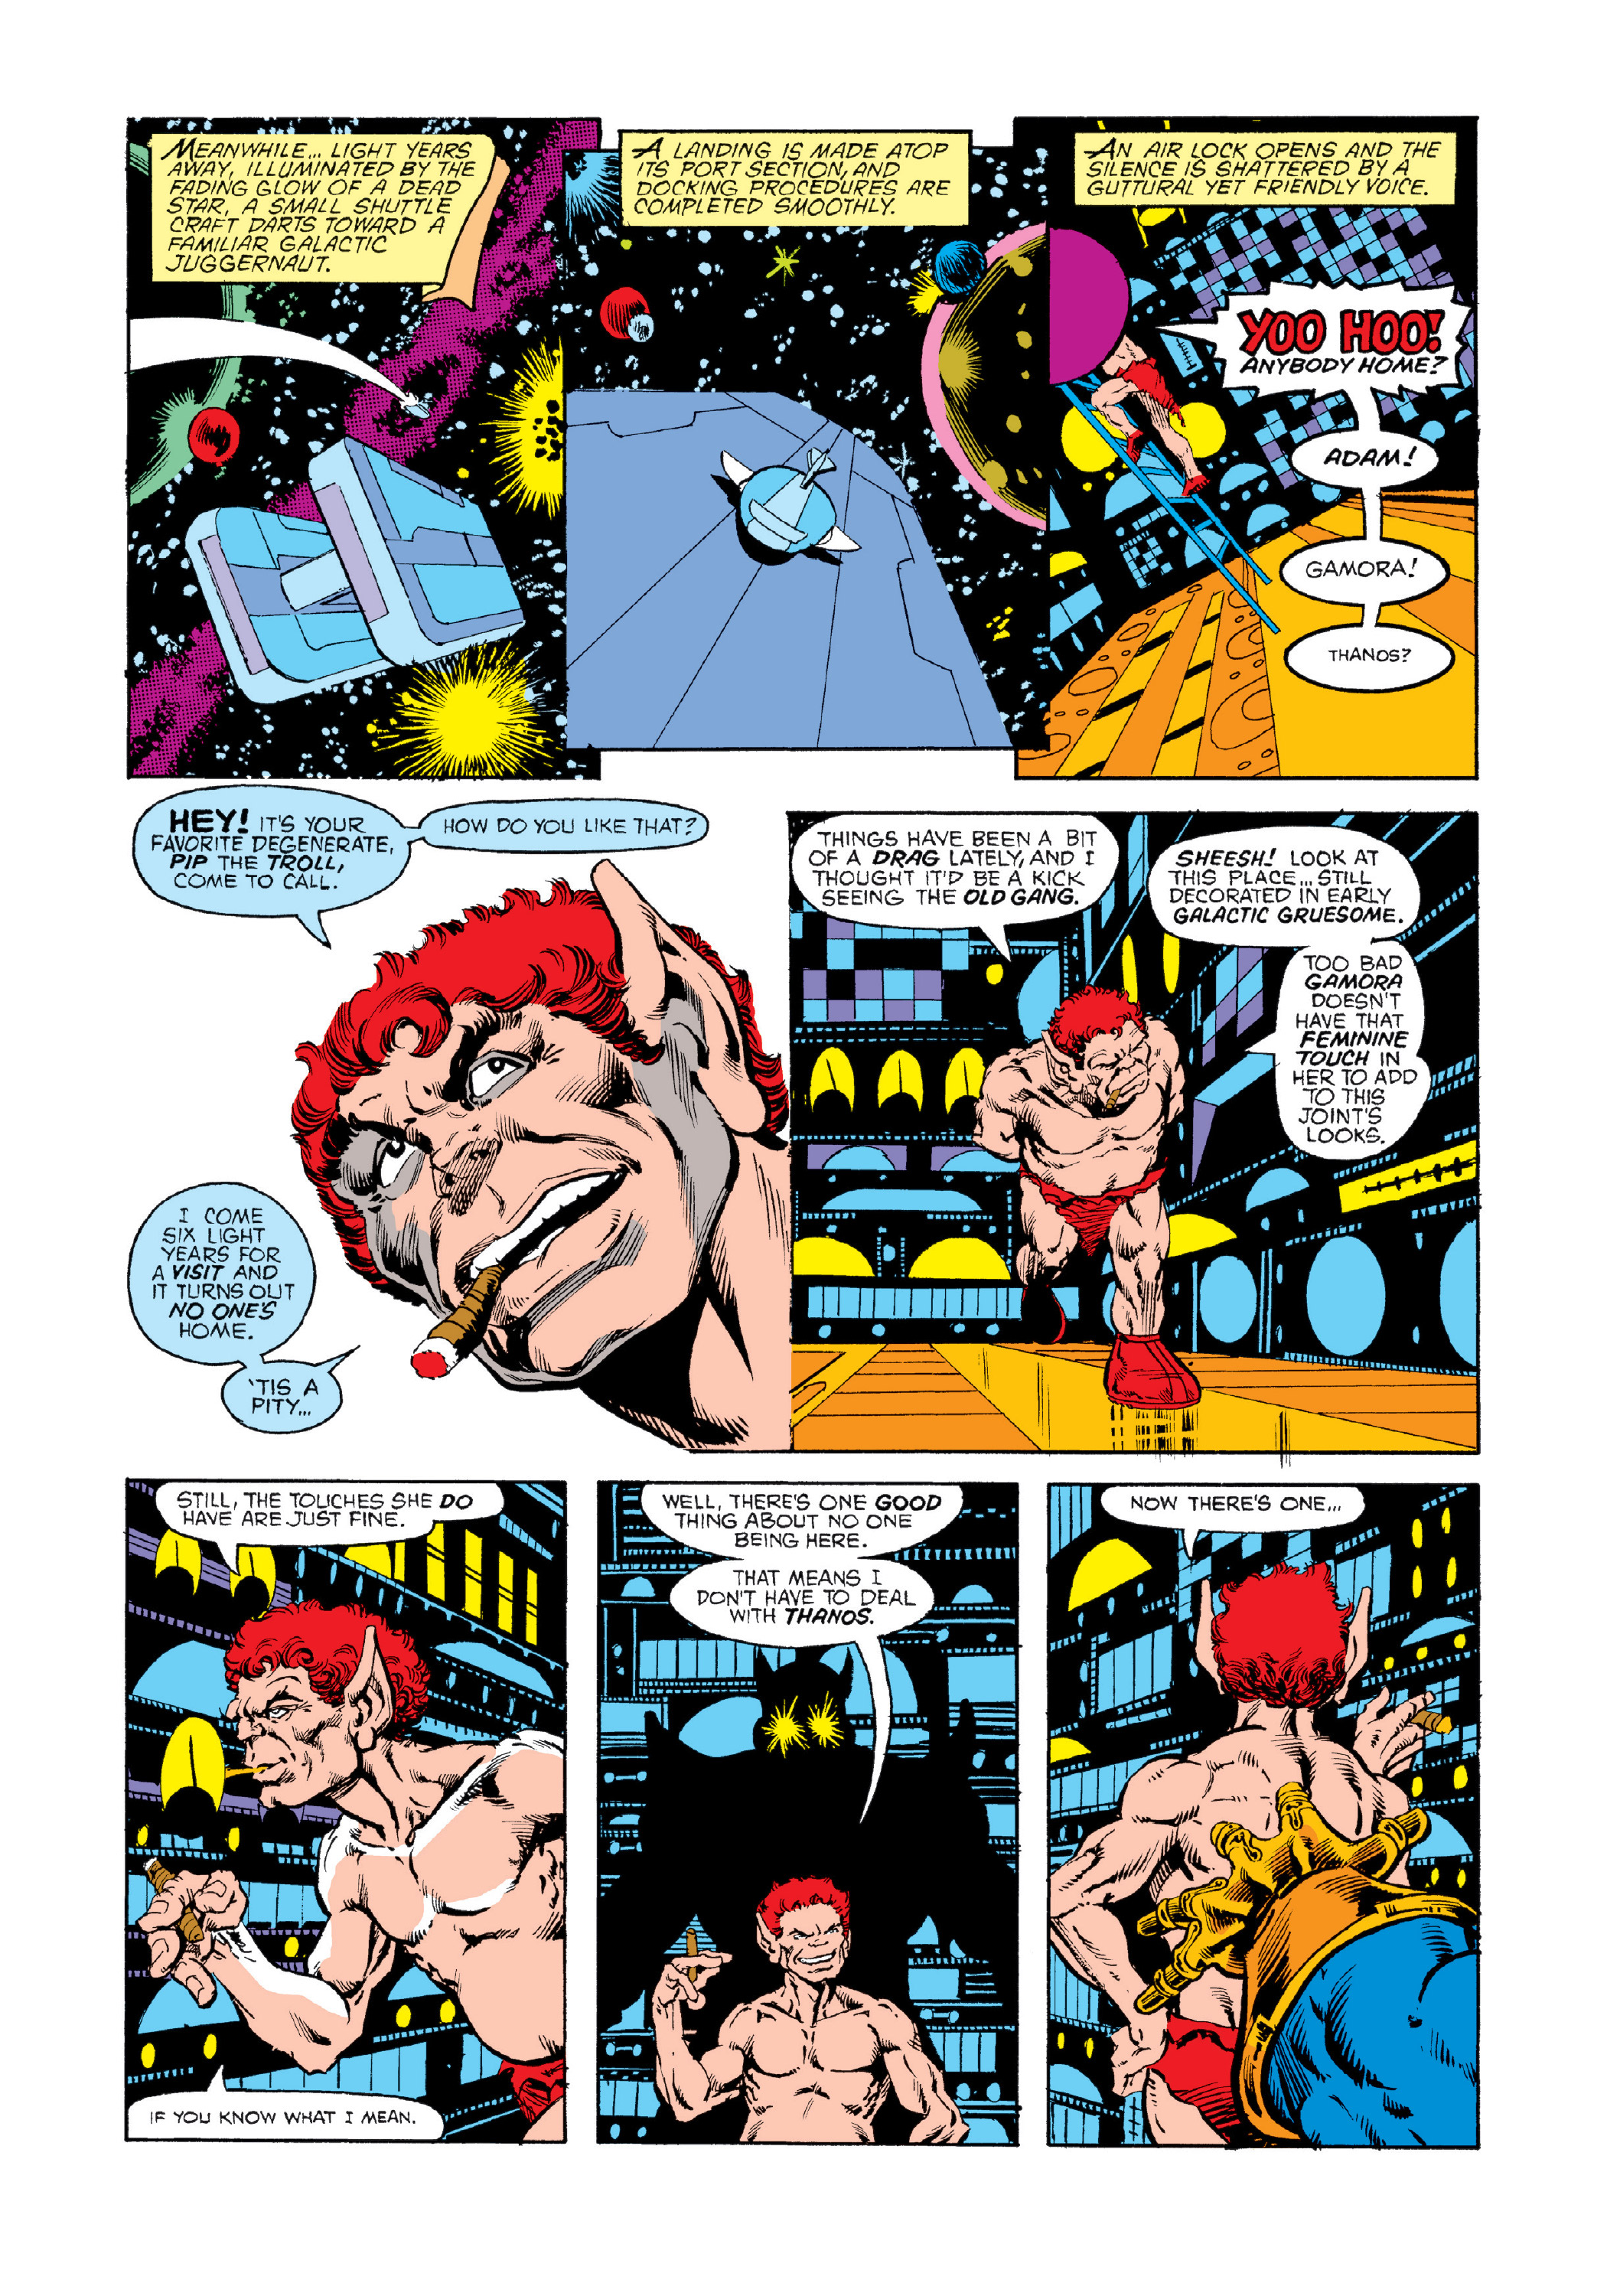 MEANWHILE... LIGHT YEARS
AWAY, ILLUMINATED BY THE
FADING GLOW OF A DEAD
STAR, A SMALL SHUTTLE
CRAFT DARTS TOWARD A
FAMILIAR GALACTIC
JUGGERNAUT.
A LANDING IS MADE ATOP
ITS PORT SECTION, AND
DOCKING PROCEDURES ARE
COMPLETED SMOOTHLY.
AN AIR LOCK OPENS AND THE
SILENCE IS SHATTERED BY A
GUTTURAL YET FRIENDLY VOICE.
YOO HOO!
ANYBODY HOME?
ADAM!
GAMORA!
THANOS?
HEY! IT'S YOUR
FAVORITE DEGENERATE,
PIP THE TROLL,
COME TO CALL.
HOW DO YOU LIKE THAT?
I COME
SIX LIGHT
YEARS FOR
A VISIT AND
IT TURNS OUT
NO ONE'S
HOME.
'TIS A
PITY...
THINGS HAVE BEEN A BIT
OF A DRAG LATELY, AND I
THOUGHT IT'D BE A KICK
SEEING THE OLD GANG.
SHEESH! LOOK AT
THIS PLACE... STILL
DECORATED IN EARLY
GALACTIC GRUESOME.
TOO BAD
GAMORA
DOESN'T
HAVE THAT
FEMININE
TOUCH IN
HER TO ADD
TO THIS
JOINT'S
LOOKS.
STILL, THE TOUCHES SHE DO
HAVE ARE JUST FINE.
IF YOU KNOW WHAT I MEAN.
WELL, THERE'S ONE GOOD
THING ABOUT NO ONE
BEING HERE.
THAT MEANS I
DON'T HAVE TO DEAL
WITH THANOS.
NOW THERE'S ONE...